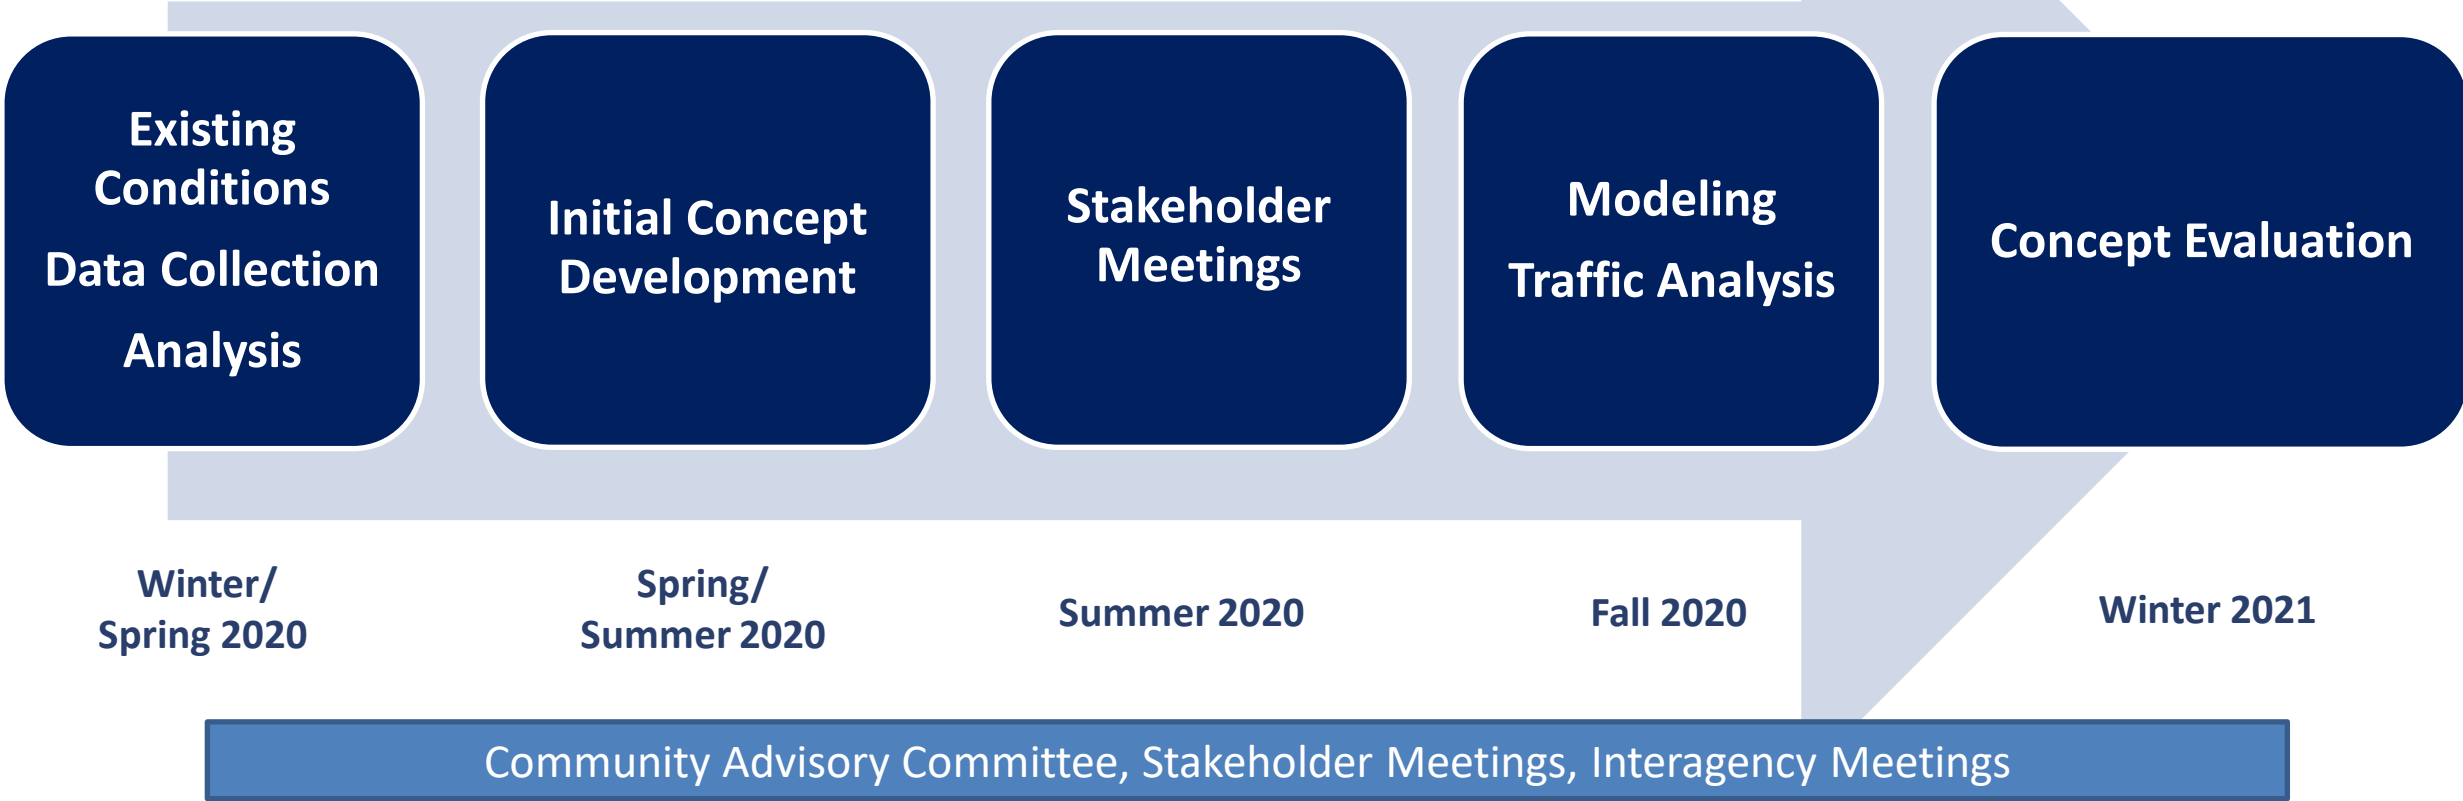 Existing
Conditions
Data Collection
Analysis
Initial Concept
Development
Stakeholder
Meetings
Modeling
Traffic Analysis
Concept Evaluation
Winter/
Spring 2020
Spring/
Summer 2020
Summer 2020
Fall 2020
Winter 2021
Community Advisory Committee, Stakeholder Meetings, Interagency Meetings